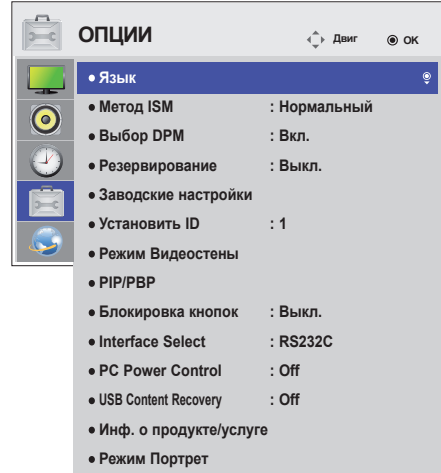 ОПЦИИ Двиг ОК
• Язык
• Метод ISM : Нормальный
• Выбор DPM : Вкл.
• Резервирование : Выкл.
• Заводские настройки
• Установить ID : 1
• Режим Видеостены
• PIP/PBP
• Блокировка кнопок : Выкл.
• Interface Select : RS232C
• PC Power Control : Off
• USB Content Recovery : Off
• Инф. о продукте/услуге
• Режим Портрет